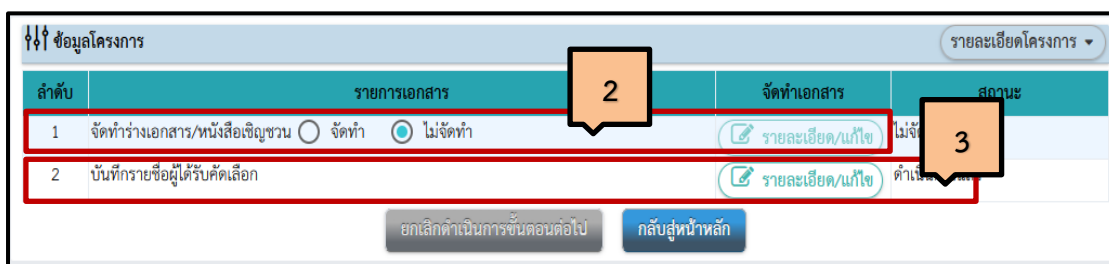 ข้อมูลโครงการ รายละเอียดโครงการ
ลำดับ รายการเอกสาร 2 จัดทำเอกสาร สถานะ
1 จัดทำร่างเอกสาร/หนังสือเชิญชวน จัดทำ ไม่จัดทำ รายละเอียด/แก้ไข 3
2 บันทึกรายชื่อผู้ได้รับคัดเลือก รายละเอียด/แก้ไข
ยกเลิกดำเนินการขั้นตอนต่อไป กลับสู่หน้าหลัก